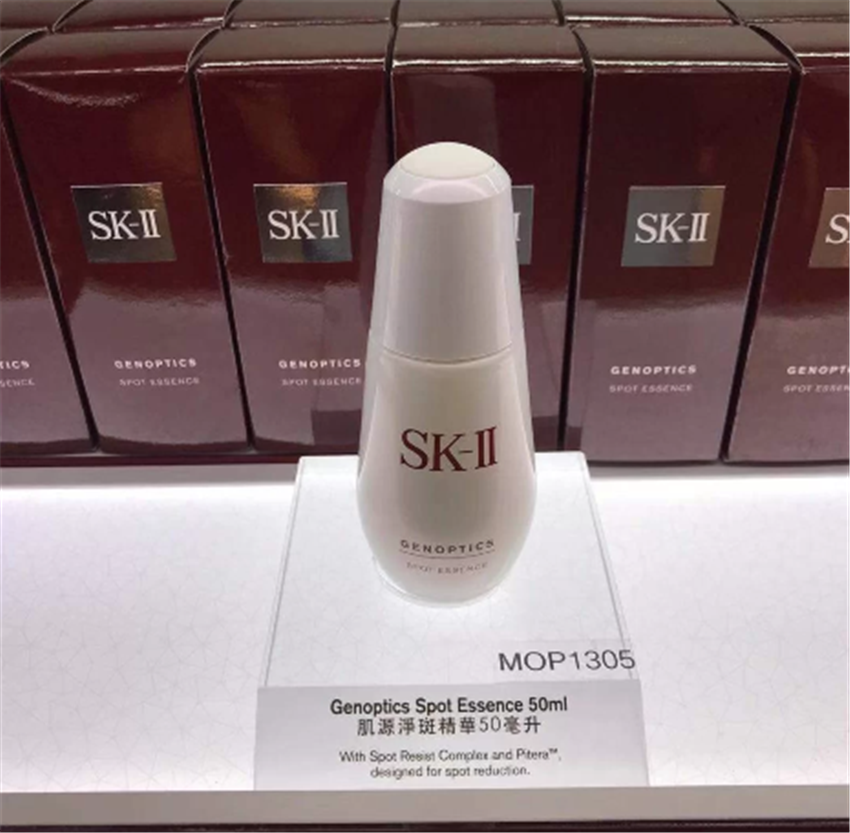 SK-II
SK-II
SK-II
GENOPTICS
SPOT ESSENCE
GENOPTICS
SPOT ESSENCE
GENOPTICS
SPOT ESSENCE
SK-II
GENOPTICS
SPOT ESSENCE
MOP1305
Genoptics Spot Essence 50ml
肌源淨斑精華50毫升
With Spot Resist Complex and Pitera™,
designed for spot reduction.